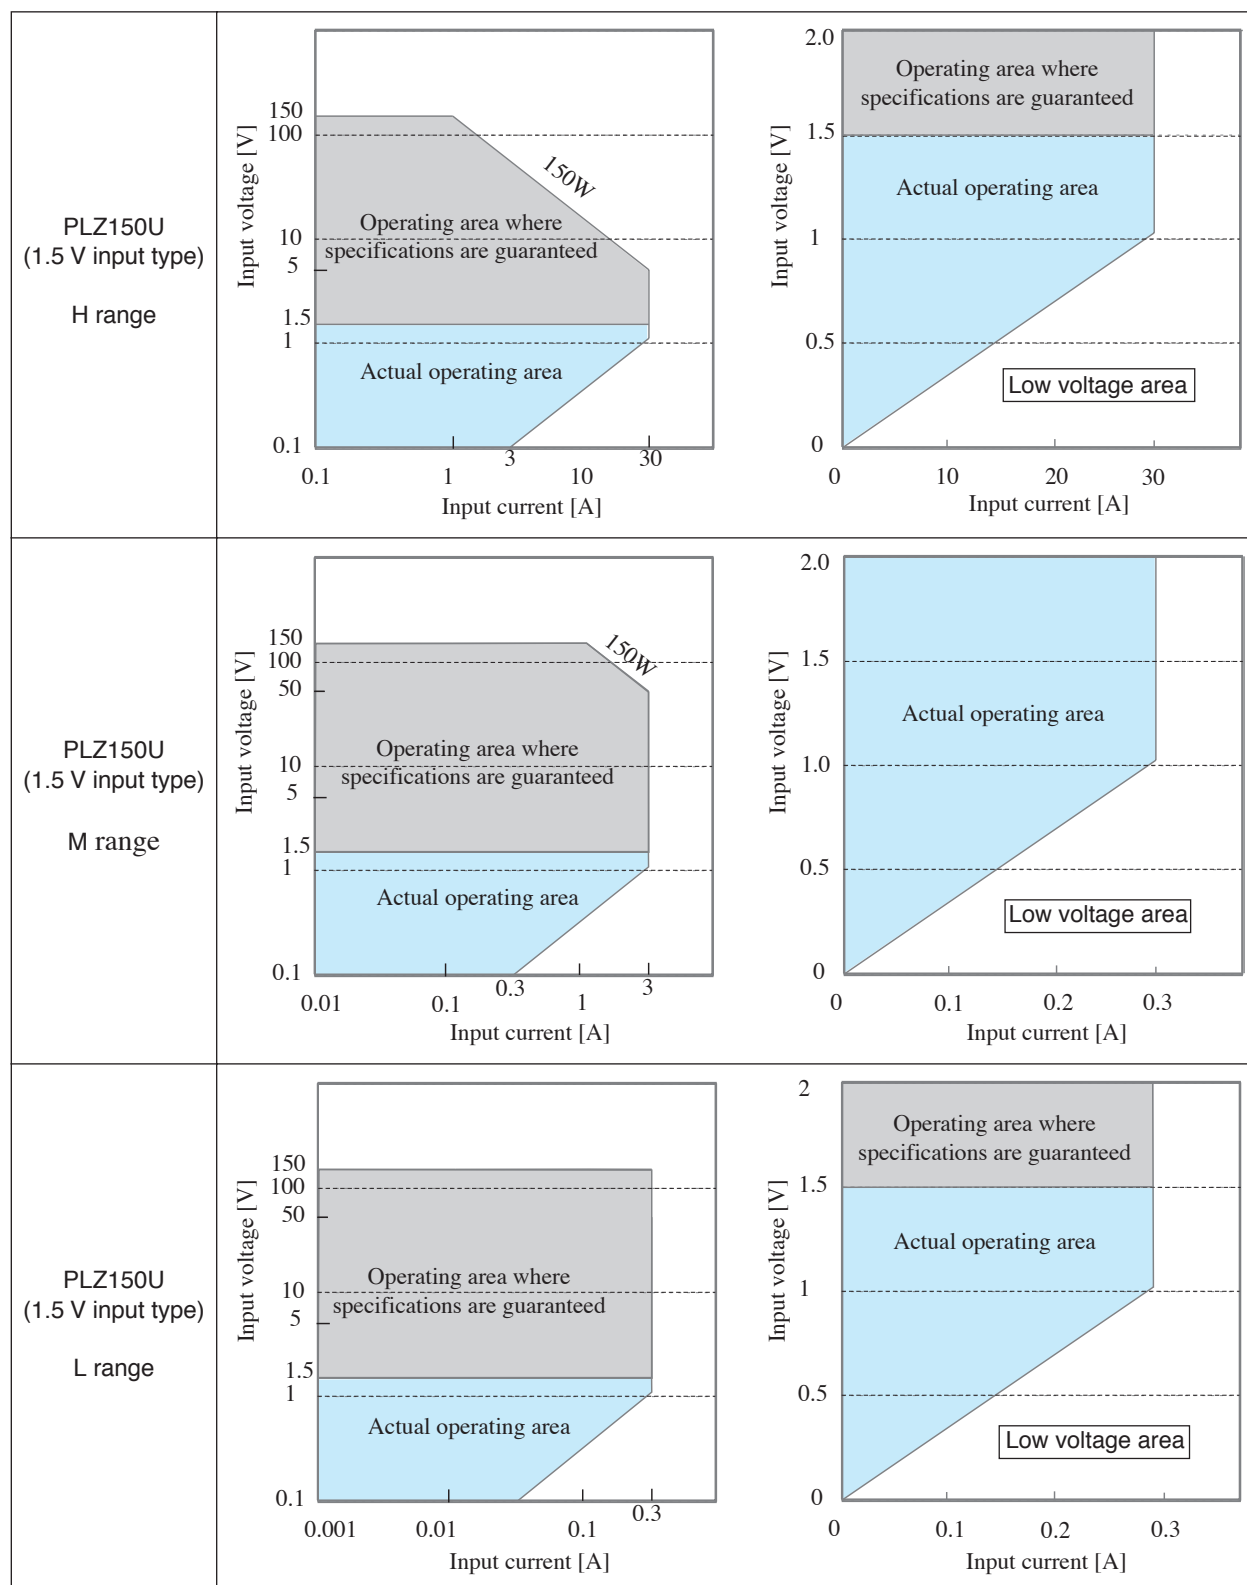 PLZ150U
(1.5 V input type)
H range
Input voltage [V]
150
100
10
5
1.5
1
0.1
150W
Operating area where
specifications are guaranteed
Actual operating area
0.1
1
3
10
30
Input current [A]
Input voltage [V]
2.0
1.5
1
0.5
0
Operating area where
specifications are guaranteed
Actual operating area
Low voltage area
0
10
20
30
Input current [A]
PLZ150U
(1.5 V input type)
M range
Input voltage [V]
150
100
50
10
5
1.5
1
0.1
150W
Operating area where
specifications are guaranteed
Actual operating area
0.01
0.1
0.3
1
3
Input current [A]
Input voltage [V]
2.0
1.5
1.0
0.5
0
Actual operating area
Low voltage area
0
0.1
0.2
0.3
Input current [A]
PLZ150U
(1.5 V input type)
L range
Input voltage [V]
150
100
50
10
5
1.5
1
0.1
Operating area where
specifications are guaranteed
Actual operating area
0.001
0.01
0.1
0.3
Input current [A]
Input voltage [V]
2
1.5
1
0.5
0
Operating area where
specifications are guaranteed
Actual operating area
Low voltage area
0
0.1
0.2
0.3
Input current [A]